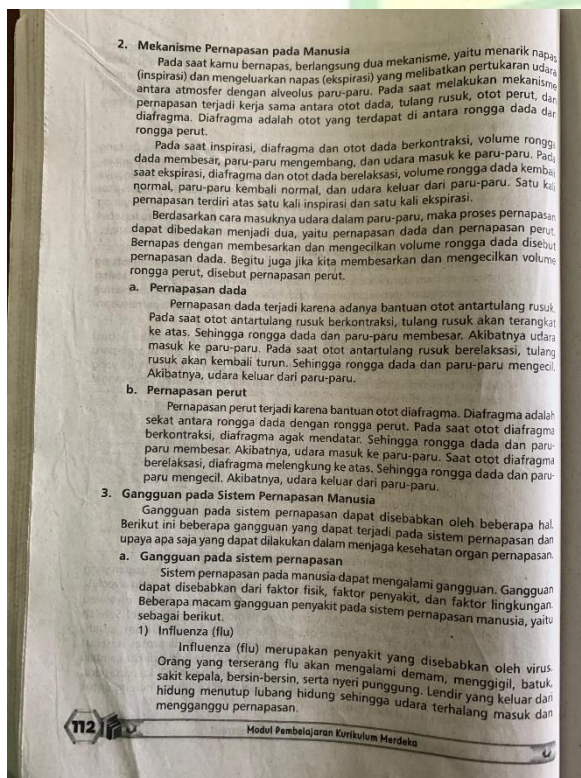 2. Mekanisme Pernapasan pada Manusia
Pada saat kamu bernapas, berlangsung dua mekanisme, yaitu menarik napas
(inspirasi) dan mengeluarkan napas (ekspirasi) yang melibatkan pertukaran udara
antara atmosfer dengan alveolus paru-paru. Pada saat melakukan mekanisme
pernapasan terjadi kerja sama antara otot dada, tulang rusuk, otot perut, dan
diafragma. Diafragma adalah otot yang terdapat di antara rongga dada dan
rongga perut.
Pada saat inspirasi, diafragma dan otot dada berkontraksi, volume rongga
dada membesar, paru-paru mengembang, dan udara masuk ke paru-paru. Pada
saat ekspirasi, diafragma dan otot dada berelaksasi, volume rongga dada kembali
normal, paru-paru kembali normal, dan udara keluar dari paru-paru. Satu kali
pernapasan terdiri atas satu kali inspirasi dan satu kali ekspirasi.
Berdasarkan cara masuknya udara dalam paru-paru, maka proses pernapasan
dapat dibedakan menjadi dua, yaitu pernapasan dada dan pernapasan perut.
Bernapas dengan membesarkan dan mengecilkan volume rongga dada disebut
pernapasan dada. Begitu juga jika kita membesarkan dan mengecilkan volume
rongga perut, disebut pernapasan perut.
a. Pernapasan dada
Pernapasan dada terjadi karena adanya bantuan otot antartulang rusuk.
Pada saat otot antartulang rusuk berkontraksi, tulang rusuk akan terangkat
ke atas. Sehingga rongga dada dan paru-paru membesar. Akibatnya udara
masuk ke paru-paru. Pada saat otot antartulang rusuk berelaksasi, tulang
rusuk akan kembali turun. Sehingga rongga dada dan paru-paru mengecil.
Akibatnya, udara keluar dari paru-paru.
b. Pernapasan perut
Pernapasan perut terjadi karena bantuan otot diafragma. Diafragma adalah
sekat antara rongga dada dengan rongga perut. Pada saat otot diafragma
berkontraksi, diafragma agak mendatar. Sehingga rongga dada dan paru-
paru membesar. Akibatnya, udara masuk ke paru-paru. Saat otot diafragma
berelaksasi, diafragma melengkung ke atas. Sehingga rongga dada dan paru-
paru mengecil. Akibatnya, udara keluar dari paru-paru.
3. Gangguan pada Sistem Pernapasan Manusia
Gangguan pada sistem pernapasan dapat disebabkan oleh beberapa hal.
Berikut ini beberapa gangguan yang dapat terjadi pada sistem pernapasan dan
upaya apa saja yang dapat dilakukan dalam menjaga kesehatan organ pernapasan.
a. Gangguan pada sistem pernapasan
Sistem pernapasan pada manusia dapat mengalami gangguan. Gangguan
dapat disebabkan dari faktor fisik, faktor penyakit, dan faktor lingkungan.
Beberapa macam gangguan penyakit pada sistem pernapasan manusia, yaitu
sebagai berikut.
1) Influenza (flu)
Influenza (flu) merupakan penyakit yang disebabkan oleh virus.
Orang yang terserang flu akan mengalami demam, menggigil, batuk,
sakit kepala, bersin-bersin, serta nyeri punggung. Lendir yang keluar dari
hidung menutup lubang hidung sehingga udara terhalang masuk dan
mengganggu pernapasan.
112
Modul Pembelajaran Kurikulum Merdeka